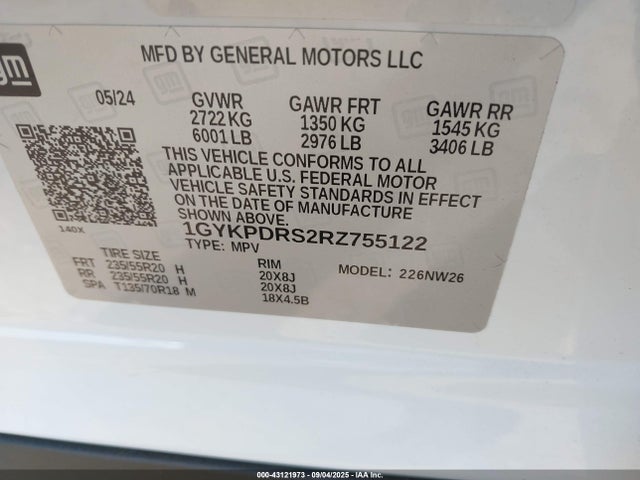 gm
MFD BY GENERAL MOTORS LLC
05/24 GVWR GAWR FRT GAWR RR
2722 KG 1350 KG 1545 KG
6001 LB 2976 LB 3406 LB
THIS VEHICLE CONFORMS TO ALL
APPLICABLE U.S. FEDERAL MOTOR
VEHICLE SAFETY STANDARDS IN EFFECT
ON THE DATE OF MANUFACTURE
SHOWN ABOVE.
140X
1GYKPDRS2RZ755122
TYPE: MPV
TIRE SIZE RIM MODEL: 226NW26
FRT 235/55R20 H 20X8J
RR 235/55R20 H 20X8J
SPA T135/70R18 M 18X4.5B
000-43121973 - 09/04/2025 - IAA Inc.